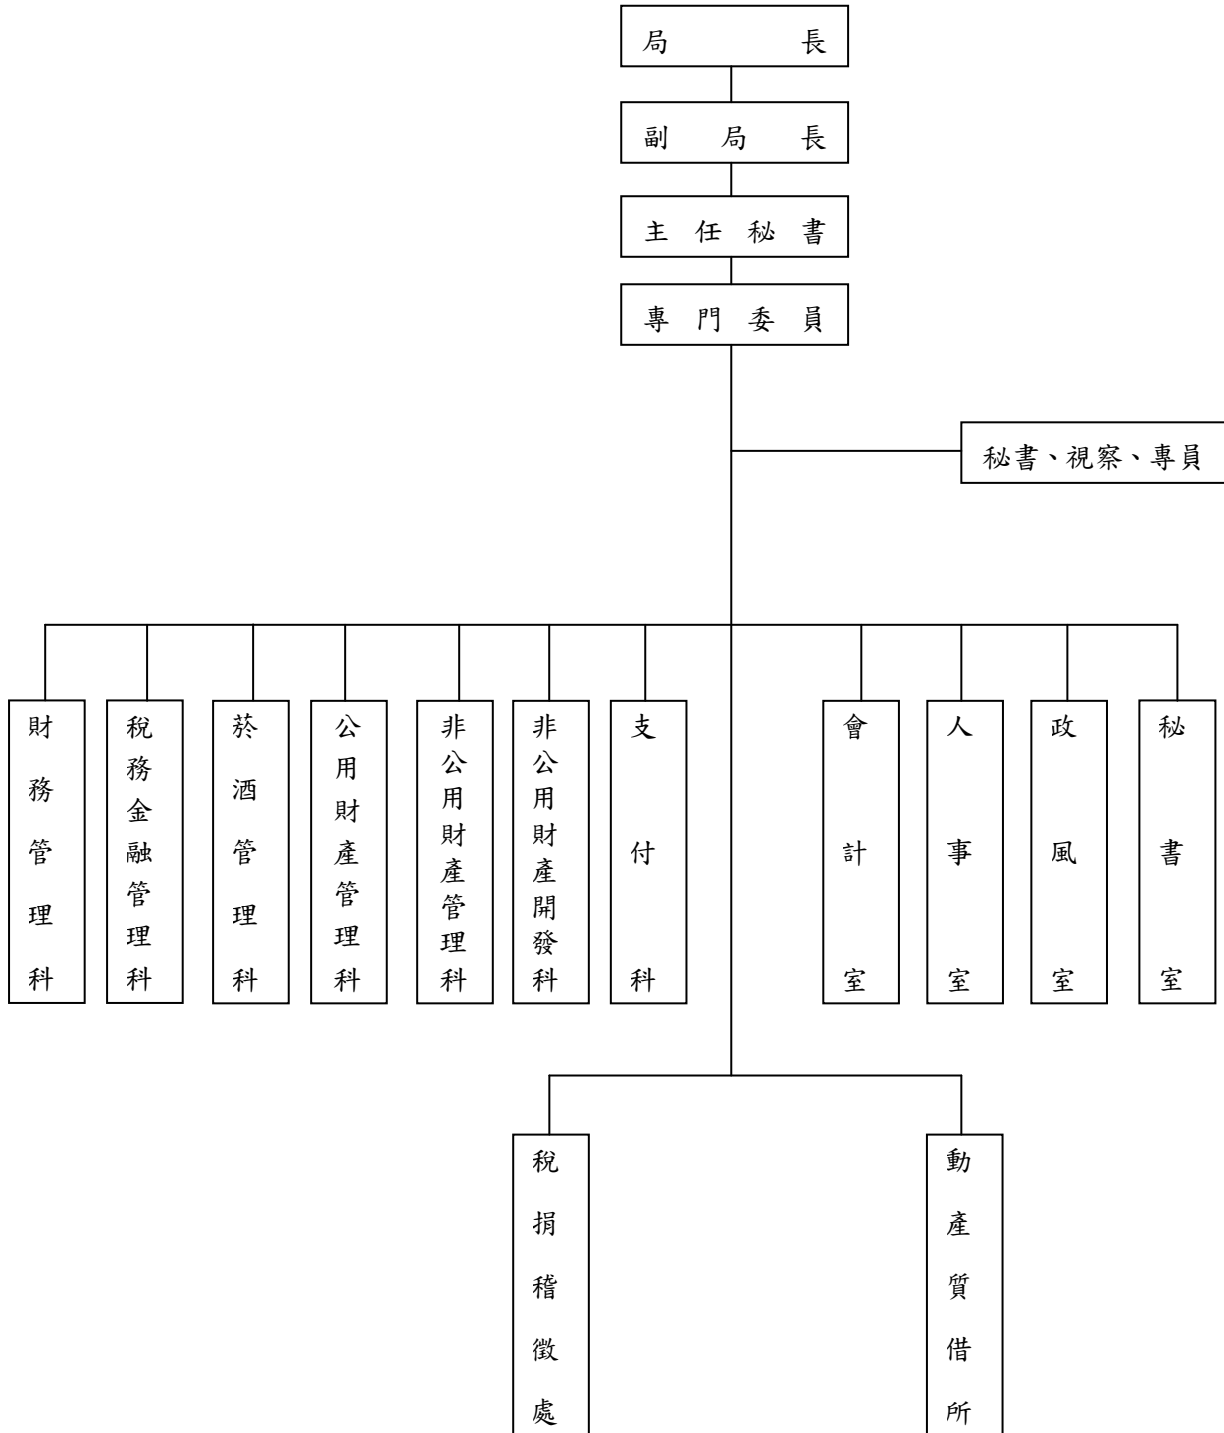 局長
副局長
主任秘書
專門委員
秘書、視察、專員
財務管理科
稅務金融管理科
菸酒管理科
公用財產管理科
非公用財產管理科
非公用財產開發科
支付科
會計室
人事室
政風室
秘書室
稅捐稽徵處
動產質借所